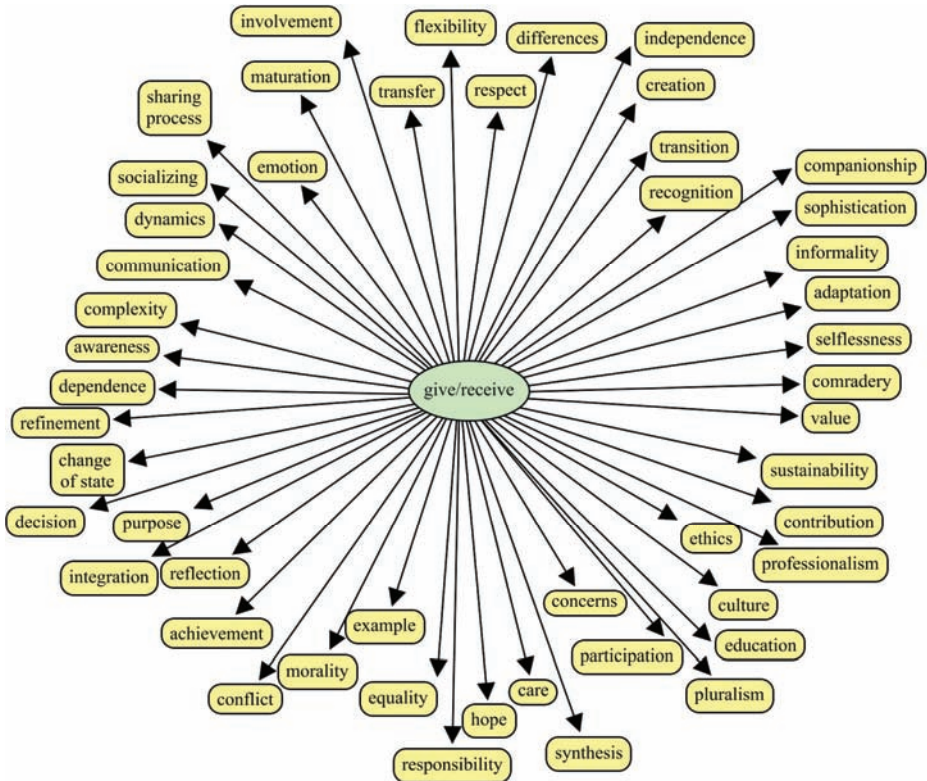 involvement
flexibility
differences
independence
maturation
transfer
respect
creation
sharing
process
emotion
transition
companionship
socializing
recognition
sophistication
dynamics
informality
communication
adaptation
complexity
selflessness
awareness
dependence
give/receive
comradery
refinement
value
change
of state
sustainability
decision
purpose
ethics
contribution
integration
reflection
professionalism
concerns
culture
achievement
example
participation
education
morality
conflict
equality
care
pluralism
hope
responsibility
synthesis